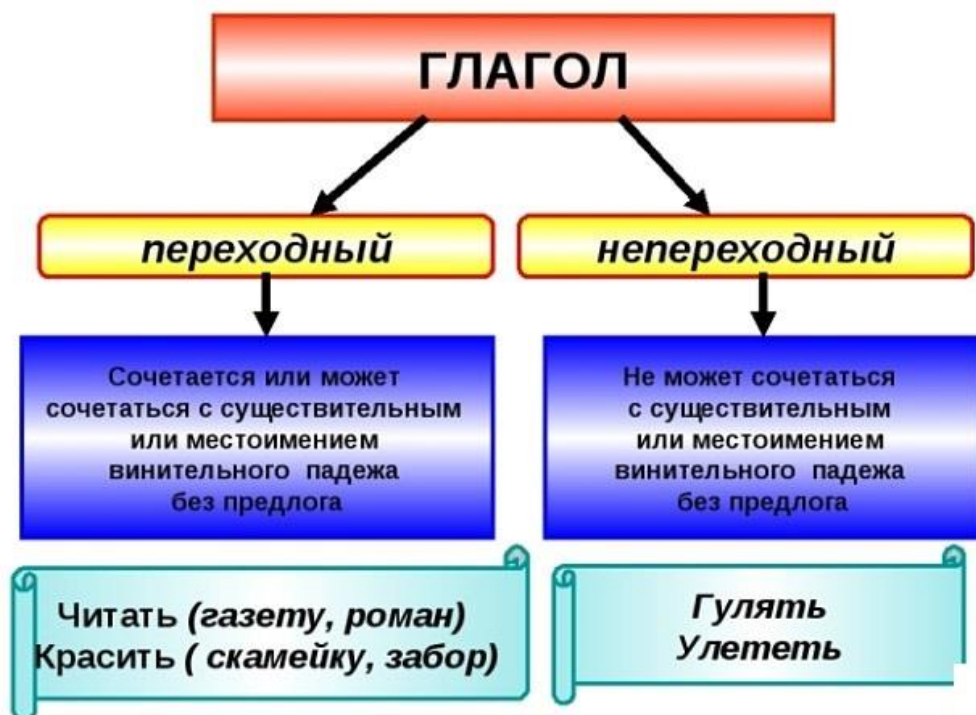 ГЛАГОЛ
переходный
непереходный
Сочетается или может
сочетаться с существительным
или местоимением
винительного падежа
без предлога
Не может сочетаться
с существительным
или местоимением
винительного падежа
без предлога
Читать (газету, роман)
Красить ( скамейку, забор)
Гулять
Улететь